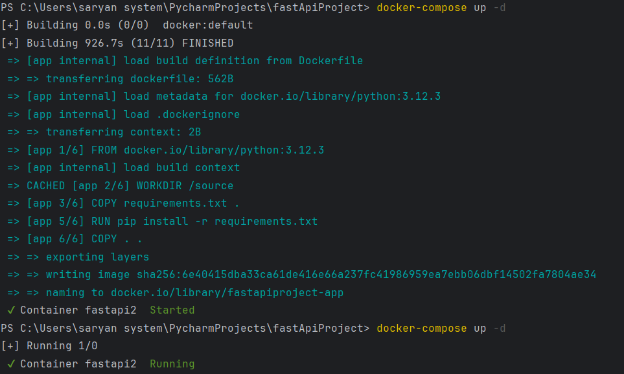 PS C:\Users\saryan system\PycharmProjects\fastApiProject> docker-compose up -d
[+] Building 0.0s (0/0)  docker:default
[+] Building 926.7s (11/11) FINISHED
=> [app internal] load build definition from Dockerfile
=> => transferring dockerfile: 562B
=> [app internal] load metadata for docker.io/library/python:3.12.3
=> [app internal] load .dockerignore
=> => transferring context: 2B
=> [app 1/6] FROM docker.io/library/python:3.12.3
=> [app internal] load build context
=> CACHED [app 2/6] WORKDIR /source
=> [app 3/6] COPY requirements.txt .
=> [app 5/6] RUN pip install -r requirements.txt
=> [app 6/6] COPY . .
=> => exporting layers
=> => writing image sha256:6e40415dba33ca61de416e66a237fc41986959ea7ebb06dbf14502fa7804ae34
=> => naming to docker.io/library/fastapiproject-app
✓ Container fastapi2  Started
PS C:\Users\saryan system\PycharmProjects\fastApiProject> docker-compose up -d
[+] Running 1/0
✓ Container fastapi2  Running